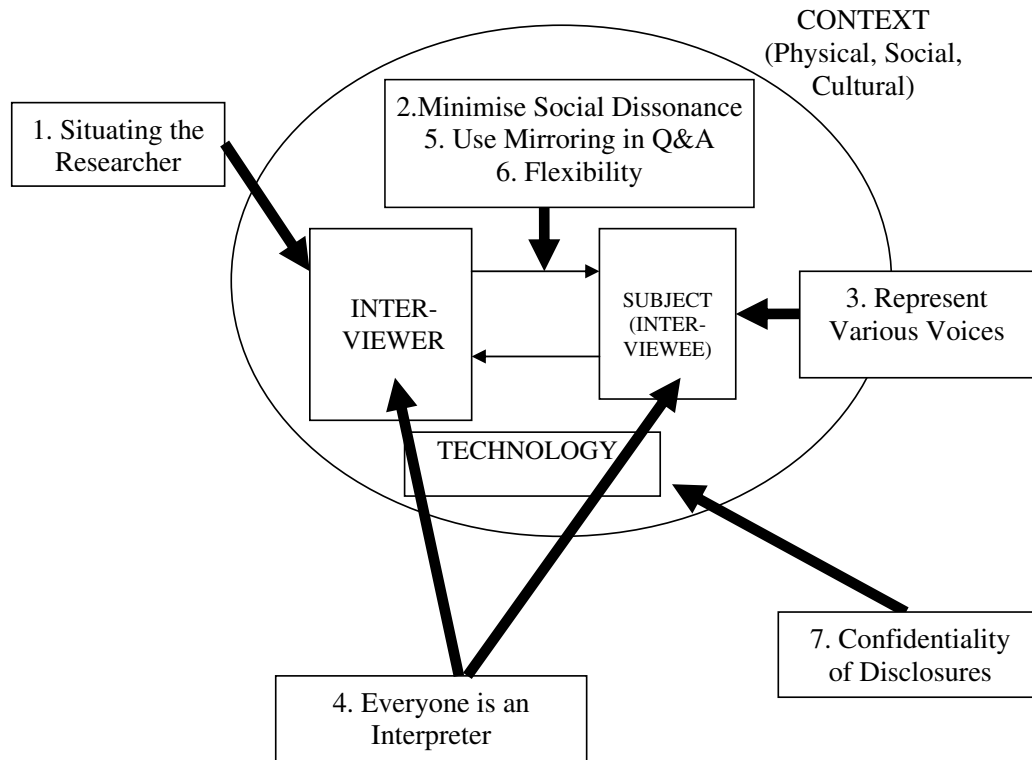 CONTEXT
(Physical, Social,
Cultural)
2.Minimise Social Dissonance
5. Use Mirroring in Q&A
6. Flexibility
1. Situating the
Researcher
INTER-
VIEWER
SUBJECT
(INTER-
VIEWEE)
3. Represent
Various Voices
TECHNOLOGY
7. Confidentiality
of Disclosures
4. Everyone is an
Interpreter